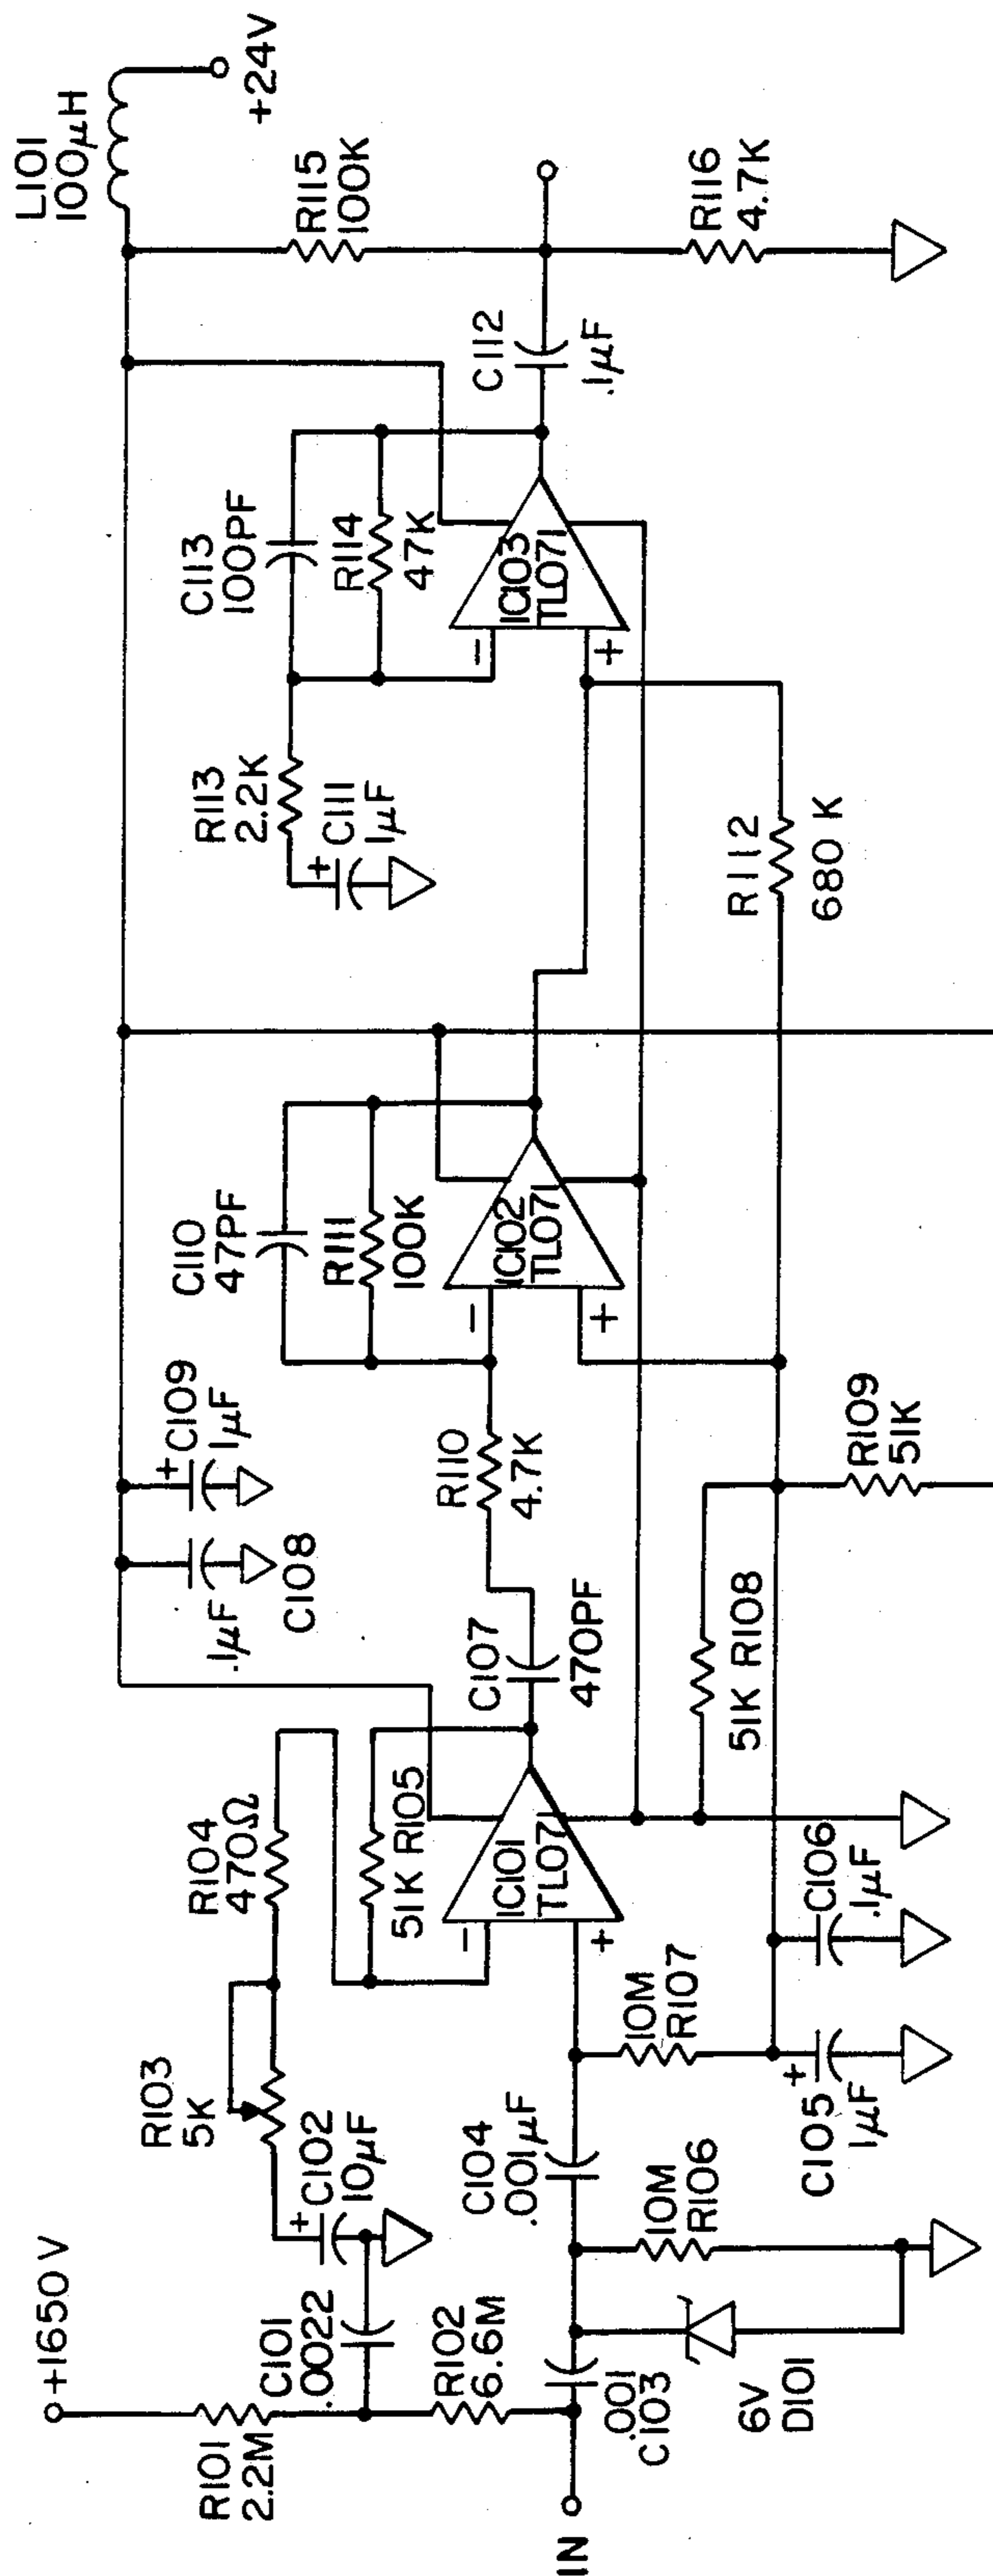 +1650 V
R101
2.2M
C101
.0022
R102
6.6M
IN
.001
C103
6V
D101
R103
5K
+
C102
10µF
C104
.001µF
10M
R106
R104
470Ω
51K R105
-
+
IC101
TL071
10M
R107
+
C105
1µF
C106
.1µF
C107
470PF
51K R108
.1µF
C108
+
C109
1µF
R110
4.7K
R109
51K
C110
47PF
R111
100K
-
+
IC102
TL071
R113
2.2K
+
C111
1µF
R112
680 K
C113
100PF
R114
47K
-
+
IC103
TL071
C112
.1µF
L101
100µH
+24V
R115
100K
R116
4.7K